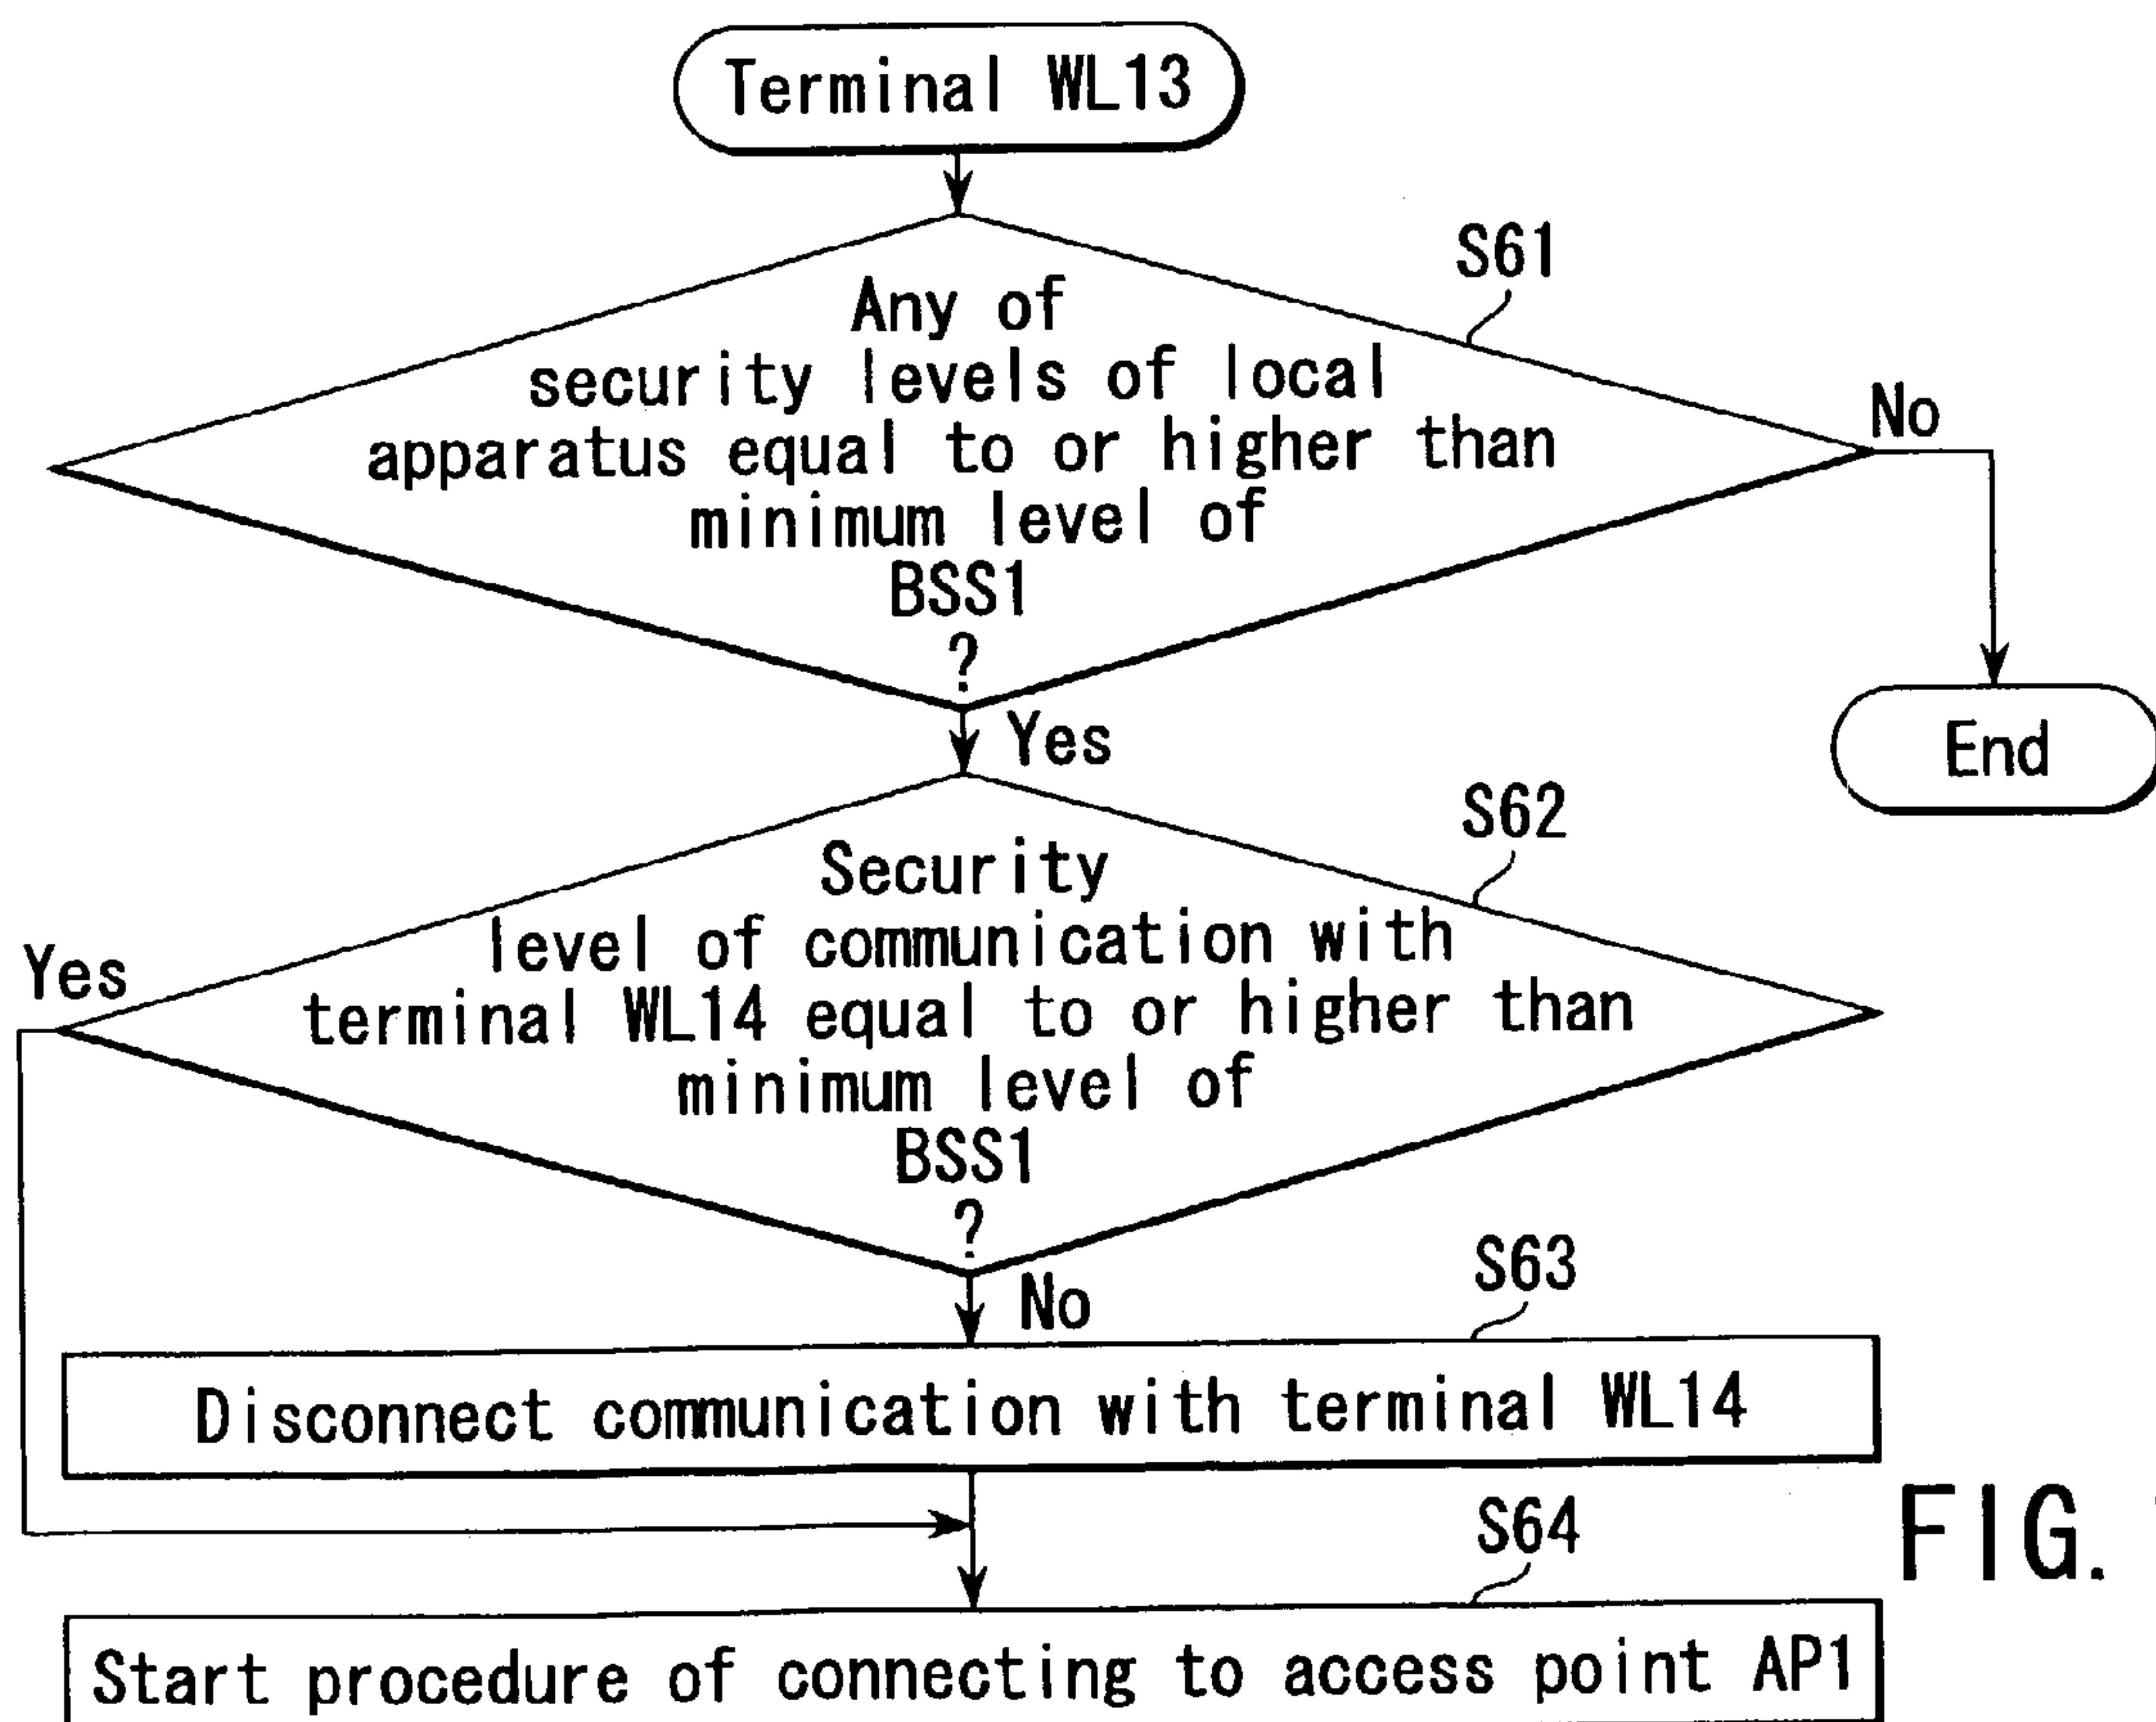 Terminal WL13
S61
Any of
security levels of local
apparatus equal to or higher than
minimum level of
BSS1
?
No
End
Yes
S62
Security
level of communication with
terminal WL14 equal to or higher than
minimum level of
BSS1
?
Yes
No
S63
Disconnect communication with terminal WL14
S64
FIG.
Start procedure of connecting to access point AP1